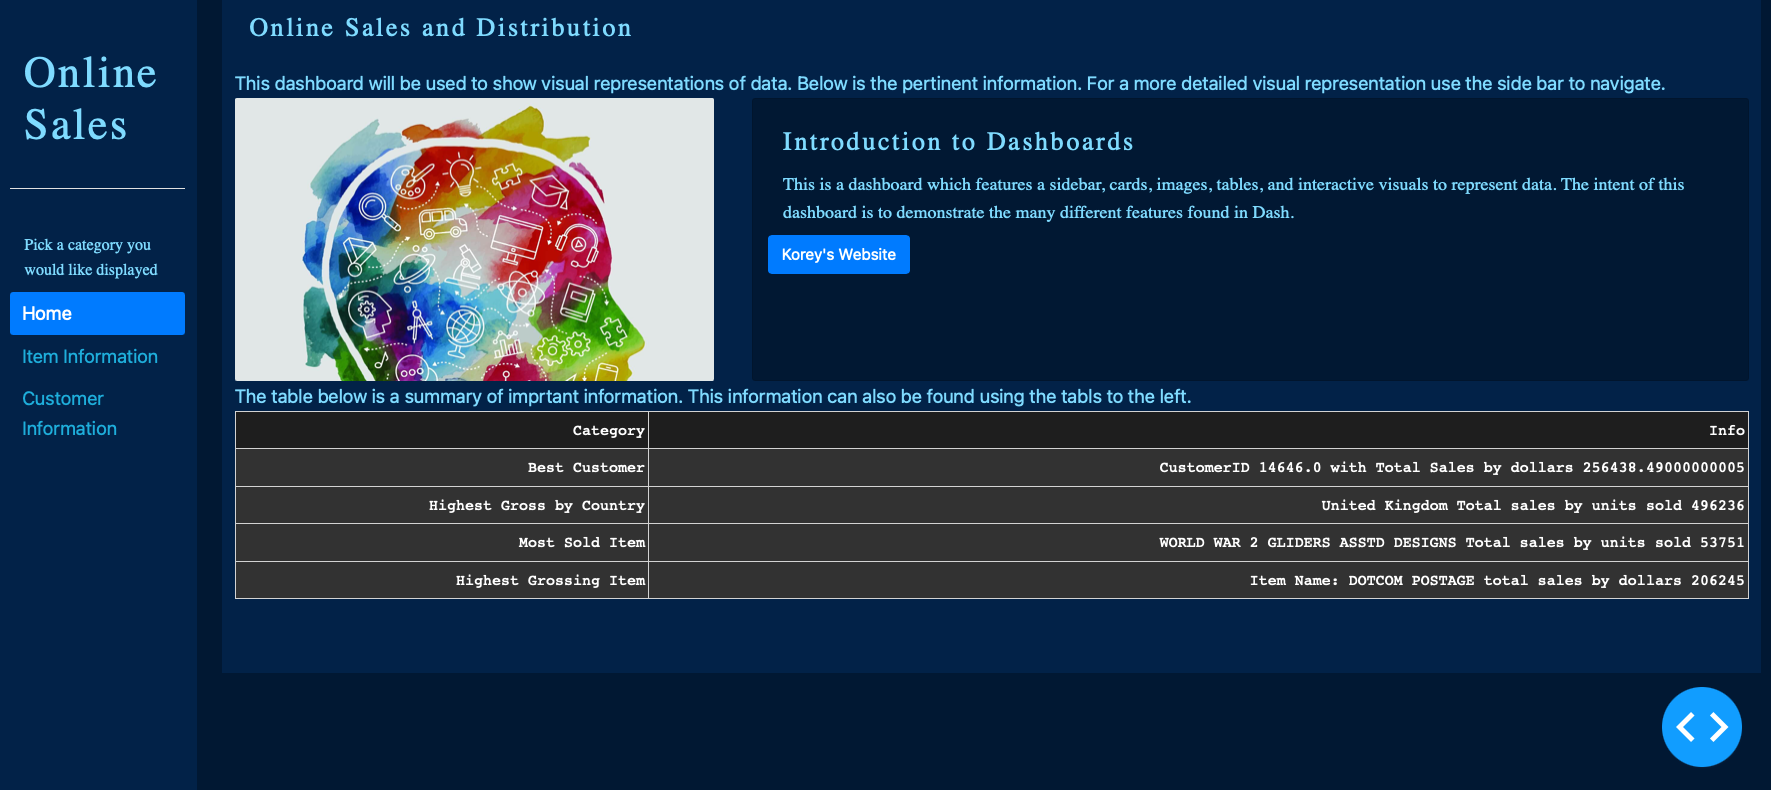 Online
Sales
Pick a category you
would like displayed
Home
Item Information
Customer
Information
Online Sales and Distribution
This dashboard will be used to show visual representations of data. Below is the pertinent information. For a more detailed visual representation use the side bar to navigate.
Introduction to Dashboards
This is a dashboard which features a sidebar, cards, images, tables, and interactive visuals to represent data. The intent of this
dashboard is to demonstrate the many different features found in Dash.
Korey's Website
The table below is a summary of imprtant information. This information can also be found using the tabls to the left.
Category Info
Best Customer CustomerID 14646.0 with Total Sales by dollars 256438.49000000005
Highest Gross by Country United Kingdom Total sales by units sold 496236
Most Sold Item WORLD WAR 2 GLIDERS ASSTD DESIGNS Total sales by units sold 53751
Highest Grossing Item Item Name: DOTCOM POSTAGE total sales by dollars 206245